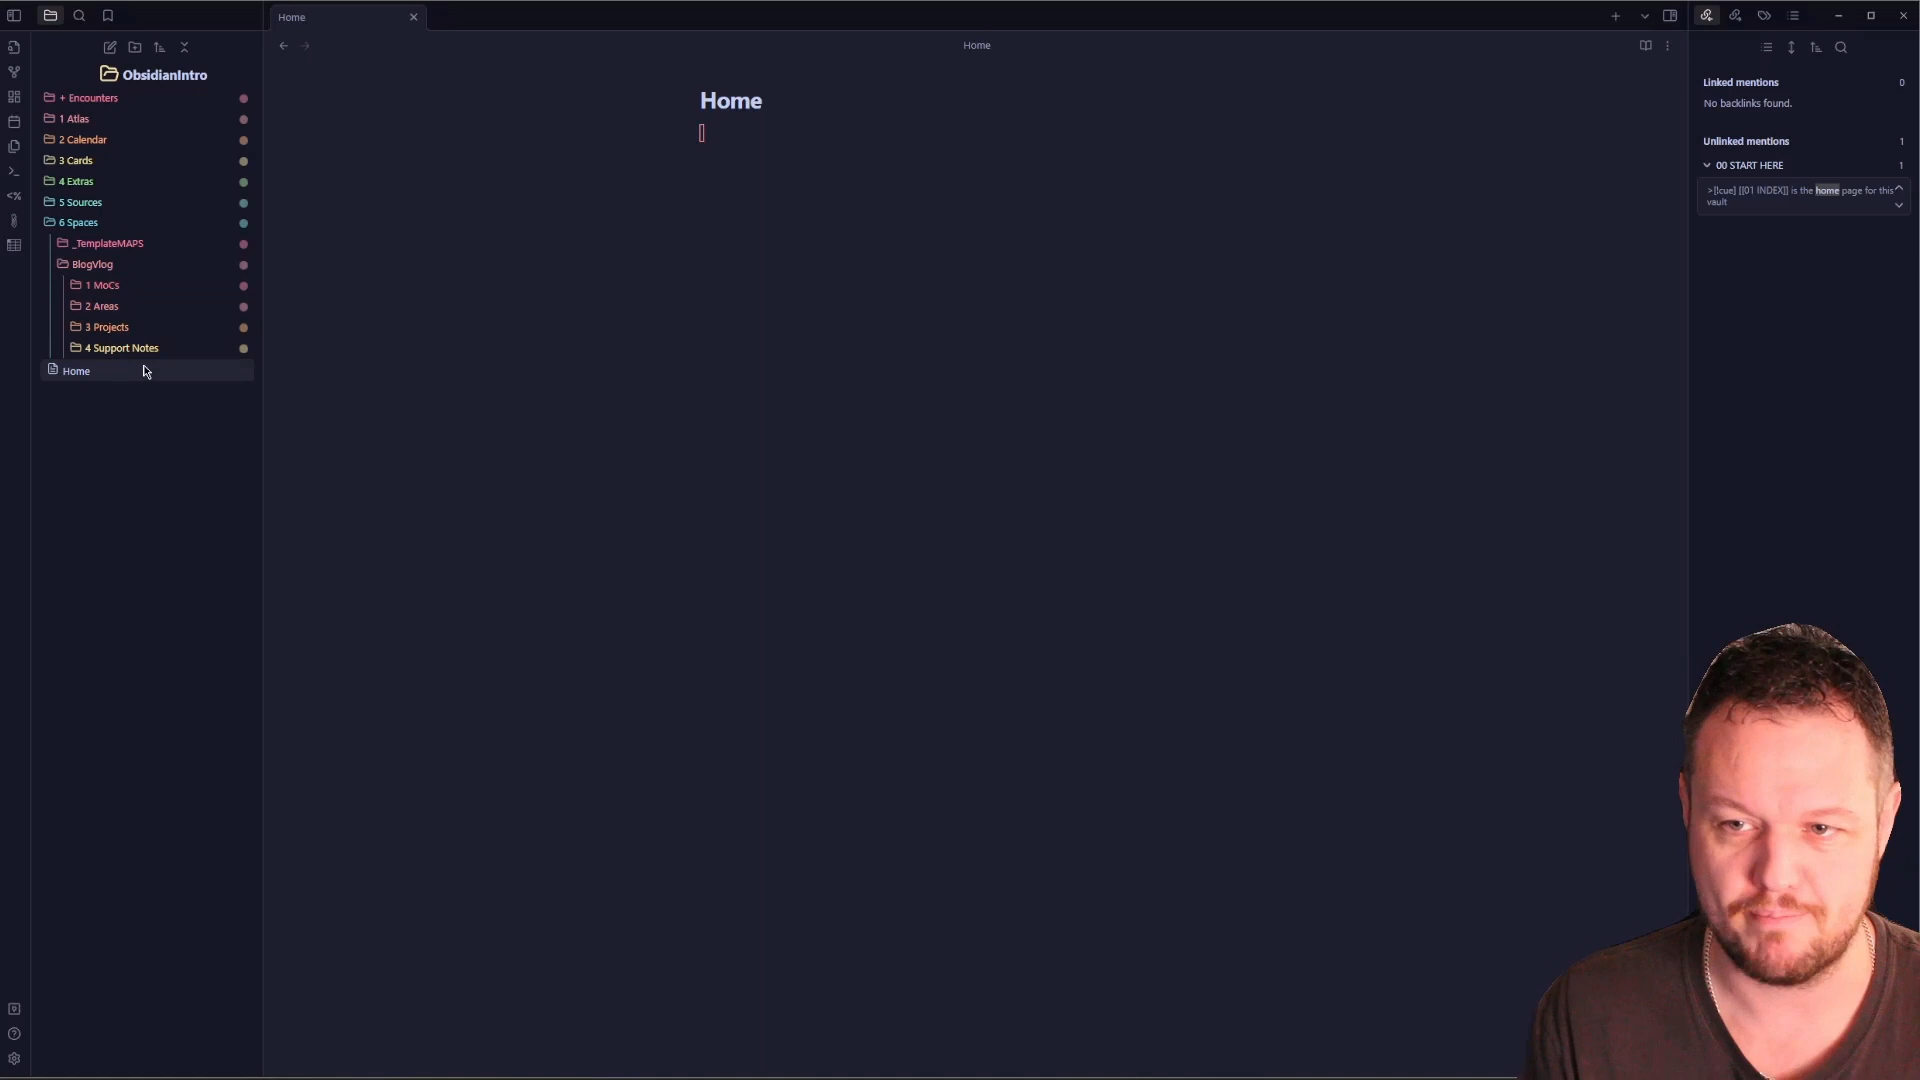 Home
Home
ObsidianIntro
+ Encounters
1 Atlas
2 Calendar
3 Cards
4 Extras
5 Sources
6 Spaces
_TemplateMAPS
BlogVlog
1 MoCs
2 Areas
3 Projects
4 Support Notes
Home
Home
Linked mentions 0
No backlinks found.
Unlinked mentions 1
00 START HERE 1
>[!cue] [[01 INDEX]] is the home page for this
vault